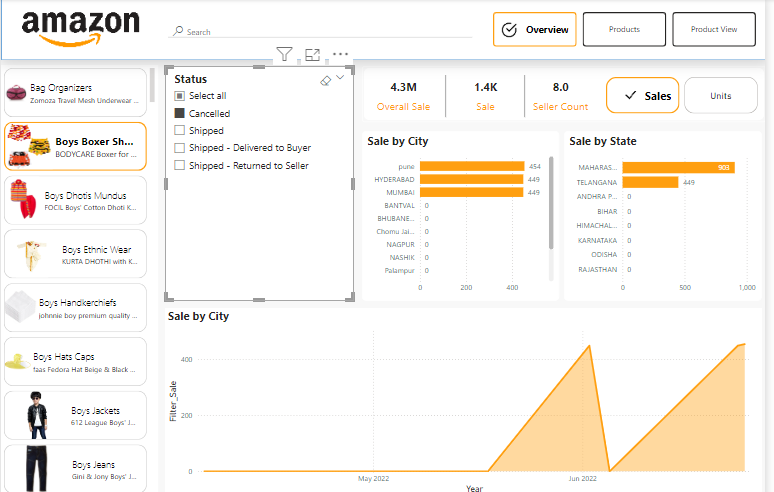 amazon
Search
Overview
Products
Product View
Bag Organizers
Zomoza Travel Mesh Underwear ...
Boys Boxer Sh...
BODYCARE Boxer for ...
Boys Dhotis Mundus
FOCIL Boys' Cotton Dhoti K...
Boys Ethnic Wear
KURTA DHOTHI with K...
Boys Handkerchiefs
johnnie boy premium quality ...
Boys Hats Caps
faas Fedora Hat Beige & Black ...
Boys Jackets
612 League Boys' J...
Boys Jeans
Gini & Jony Boys' J...
Status
Select all
Cancelled
Shipped
Shipped - Delivered to Buyer
Shipped - Returned to Seller
4.3M
Overall Sale
1.4K
Sale
8.0
Seller Count
Sales
Units
Sale by City
pune 454
HYDERABAD 449
MUMBAI 449
BANTVAL 0
BHUBANE... 0
Chomu Jai... 0
NAGPUR 0
NASHIK 0
Palampur 0
0 200 400
Sale by State
MAHARAS... 903
TELANGANA 449
ANDHRA P... 0
BIHAR 0
HIMACHAL... 0
KARNATAKA 0
ODISHA 0
RAJASTHAN 0
0 500 1,000
Sale by City
Filter_Sale
400
200
0
May 2022 Jun 2022
Year